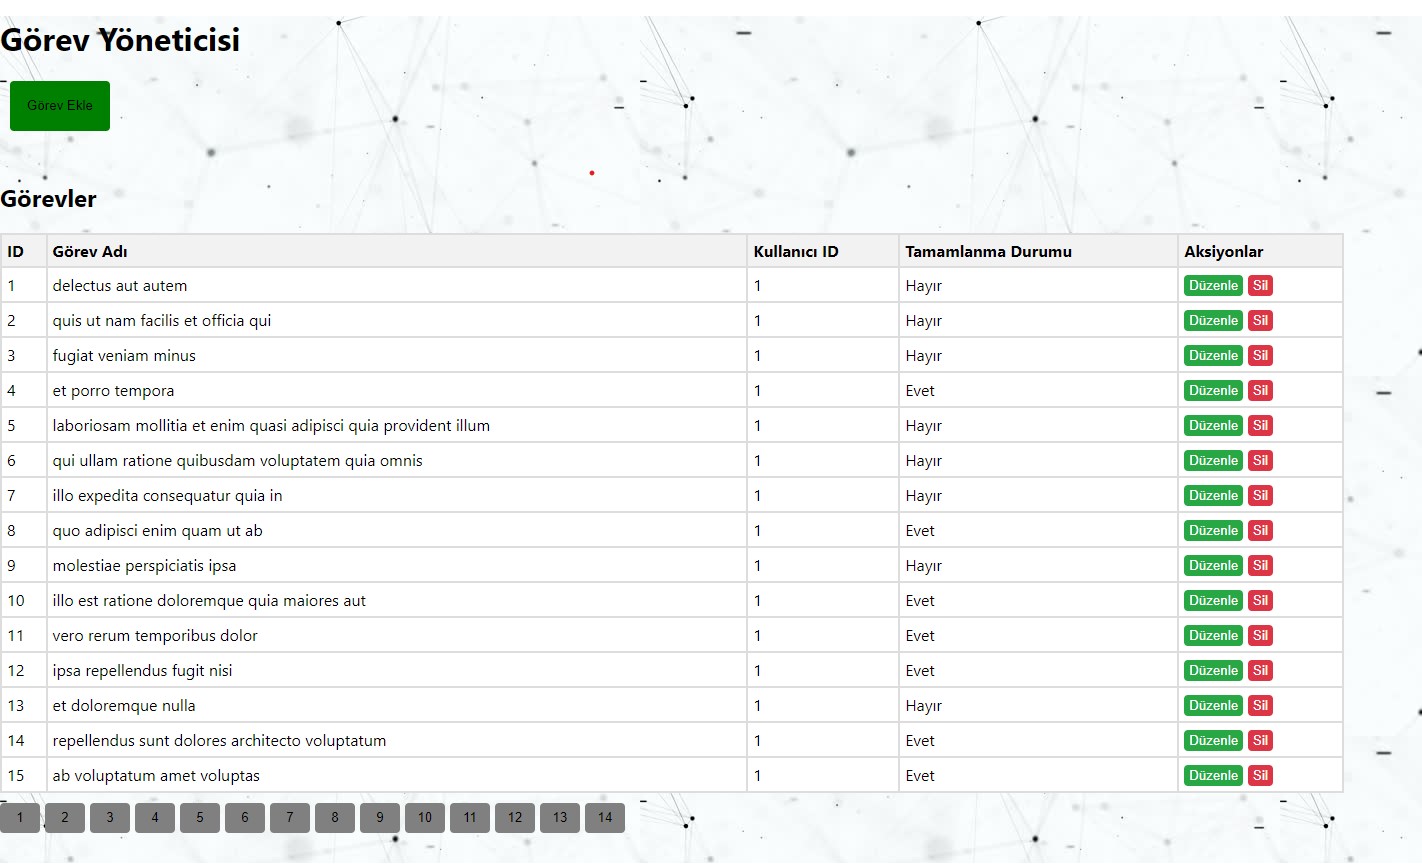 Görev Yöneticisi
Görev Ekle
Görevler
ID Görev Adı Kullanıcı ID Tamamlanma Durumu Aksiyonlar
1 delectus aut autem 1 Hayır Düzenle Sil
2 quis ut nam facilis et officia qui 1 Hayır Düzenle Sil
3 fugiat veniam minus 1 Hayır Düzenle Sil
4 et porro tempora 1 Evet Düzenle Sil
5 laboriosam mollitia et enim quasi adipisci quia provident illum 1 Hayır Düzenle Sil
6 qui ullam ratione quibusdam voluptatem quia omnis 1 Hayır Düzenle Sil
7 illo expedita consequatur quia in 1 Hayır Düzenle Sil
8 quo adipisci enim quam ut ab 1 Evet Düzenle Sil
9 molestiae perspiciatis ipsa 1 Hayır Düzenle Sil
10 illo est ratione doloremque quia maiores aut 1 Evet Düzenle Sil
11 vero rerum temporibus dolor 1 Evet Düzenle Sil
12 ipsa repellendus fugit nisi 1 Evet Düzenle Sil
13 et doloremque nulla 1 Hayır Düzenle Sil
14 repellendus sunt dolores architecto voluptatum 1 Evet Düzenle Sil
15 ab voluptatum amet voluptas 1 Evet Düzenle Sil
1 2 3 4 5 6 7 8 9 10 11 12 13 14